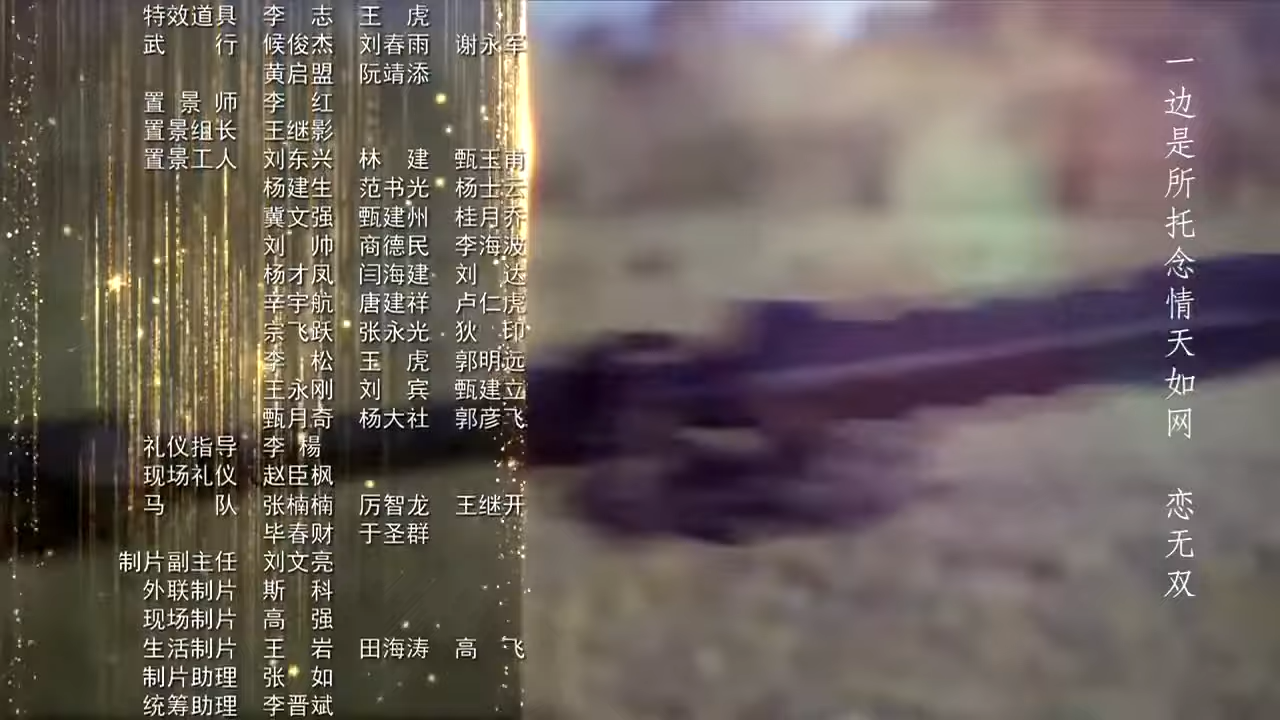 特效道具 李志 王虎
武行 候俊杰 刘春雨 谢永军
黄启盟 阮靖添
置景师 李红
置景组长 王继影
置景工人 刘东兴 林建 甄玉甫
杨建生 范书光 杨士云
冀文强 甄建州 桂月乔
刘帅 商德民 李海波
杨才凤 闫海建 刘达
辛宇航 唐建祥 卢仁虎
宗飞跃 张永光 狄印
李松 王虎 郭明远
王永刚 刘宾 甄建立
甄月奇 杨大社 郭彦飞
礼仪指导 李楊
现场礼仪 赵臣枫
马队 张楠楠 厉智龙 王继开
毕春财 于圣群
制片副主任 刘文亮
外联制片 斯科
现场制片 高强
生活制片 王岩 田海涛 高飞
制片助理 张如
统筹助理 李晋斌
一边是所托念情天如网 恋无双